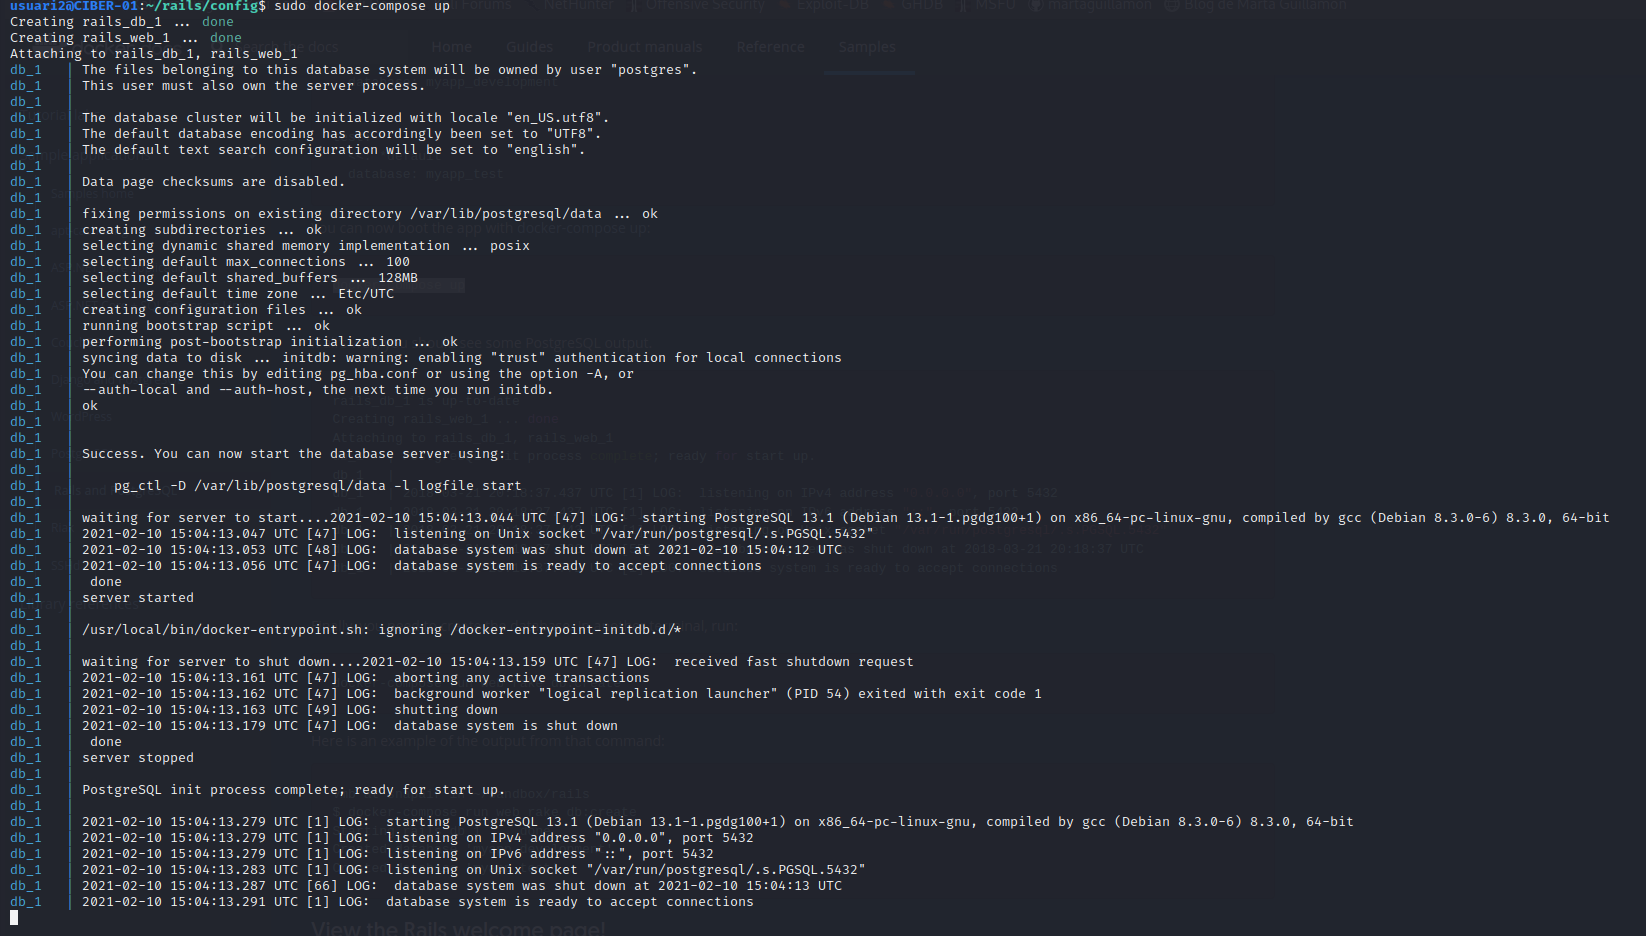 usuari2@CIBER-01:~/rails/config$ sudo docker-compose up
Creating rails_db_1 ... done
Creating rails_web_1 ... done
Attaching to rails_db_1, rails_web_1
db_1 | The files belonging to this database system will be owned by user "postgres".
db_1 | This user must also own the server process.
db_1 |
db_1 | The database cluster will be initialized with locale "en_US.utf8".
db_1 | The default database encoding has accordingly been set to "UTF8".
db_1 | The default text search configuration will be set to "english".
db_1 |
db_1 | Data page checksums are disabled.
db_1 |
db_1 | fixing permissions on existing directory /var/lib/postgresql/data ... ok
db_1 | creating subdirectories ... ok
db_1 | selecting dynamic shared memory implementation ... posix
db_1 | selecting default max_connections ... 100
db_1 | selecting default shared_buffers ... 128MB
db_1 | selecting default time zone ... Etc/UTC
db_1 | creating configuration files ... ok
db_1 | running bootstrap script ... ok
db_1 | performing post-bootstrap initialization ... ok
db_1 | syncing data to disk ... initdb: warning: enabling "trust" authentication for local connections
db_1 | You can change this by editing pg_hba.conf or using the option -A, or
db_1 | --auth-local and --auth-host, the next time you run initdb.
db_1 | ok
db_1 |
db_1 |
db_1 | Success. You can now start the database server using:
db_1 |
db_1 |     pg_ctl -D /var/lib/postgresql/data -l logfile start
db_1 |
db_1 | waiting for server to start....2021-02-10 15:04:13.044 UTC [47] LOG:  starting PostgreSQL 13.1 (Debian 13.1-1.pgdg100+1) on x86_64-pc-linux-gnu, compiled by gcc (Debian 8.3.0-6) 8.3.0, 64-bit
db_1 | 2021-02-10 15:04:13.047 UTC [47] LOG:  listening on Unix socket "/var/run/postgresql/.s.PGSQL.5432"
db_1 | 2021-02-10 15:04:13.053 UTC [48] LOG:  database system was shut down at 2021-02-10 15:04:12 UTC
db_1 | 2021-02-10 15:04:13.056 UTC [47] LOG:  database system is ready to accept connections
db_1 |  done
db_1 | server started
db_1 |
db_1 | /usr/local/bin/docker-entrypoint.sh: ignoring /docker-entrypoint-initdb.d/*
db_1 |
db_1 | waiting for server to shut down....2021-02-10 15:04:13.159 UTC [47] LOG:  received fast shutdown request
db_1 | 2021-02-10 15:04:13.161 UTC [47] LOG:  aborting any active transactions
db_1 | 2021-02-10 15:04:13.162 UTC [47] LOG:  background worker "logical replication launcher" (PID 54) exited with exit code 1
db_1 | 2021-02-10 15:04:13.163 UTC [49] LOG:  shutting down
db_1 | 2021-02-10 15:04:13.179 UTC [47] LOG:  database system is shut down
db_1 |  done
db_1 | server stopped
db_1 |
db_1 | PostgreSQL init process complete; ready for start up.
db_1 |
db_1 | 2021-02-10 15:04:13.279 UTC [1] LOG:  starting PostgreSQL 13.1 (Debian 13.1-1.pgdg100+1) on x86_64-pc-linux-gnu, compiled by gcc (Debian 8.3.0-6) 8.3.0, 64-bit
db_1 | 2021-02-10 15:04:13.279 UTC [1] LOG:  listening on IPv4 address "0.0.0.0", port 5432
db_1 | 2021-02-10 15:04:13.279 UTC [1] LOG:  listening on IPv6 address "::", port 5432
db_1 | 2021-02-10 15:04:13.283 UTC [1] LOG:  listening on Unix socket "/var/run/postgresql/.s.PGSQL.5432"
db_1 | 2021-02-10 15:04:13.287 UTC [66] LOG:  database system was shut down at 2021-02-10 15:04:13 UTC
db_1 | 2021-02-10 15:04:13.291 UTC [1] LOG:  database system is ready to accept connections